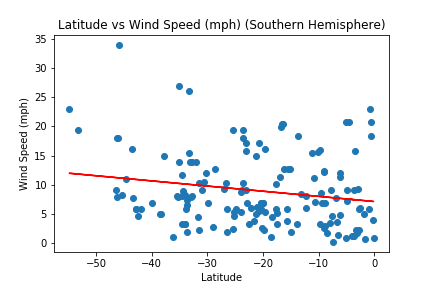 Latitude vs Wind Speed (mph) (Southern Hemisphere)
35
30
25
20
15
10
5
0
Wind Speed (mph)
−50 −40 −30 −20 −10 0
Latitude